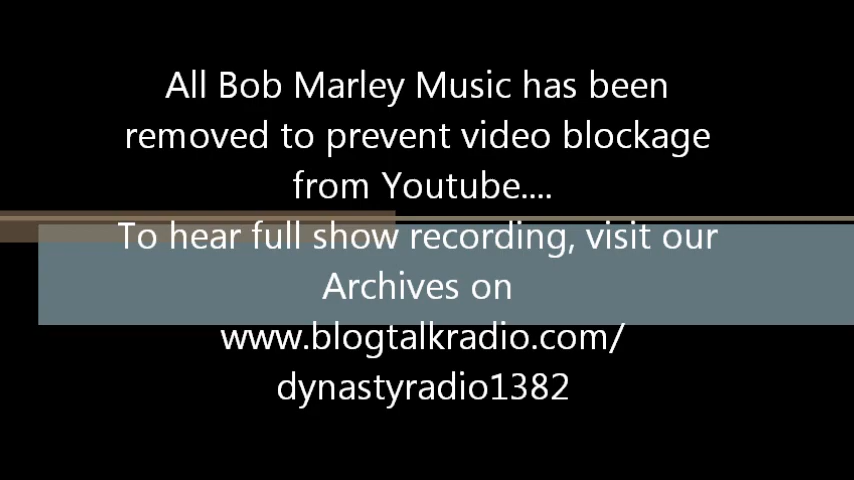 All Bob Marley Music has been
removed to prevent video blockage
from Youtube....
To hear full show recording, visit our
Archives on
www.blogtalkradio.com/
dynastyradio1382